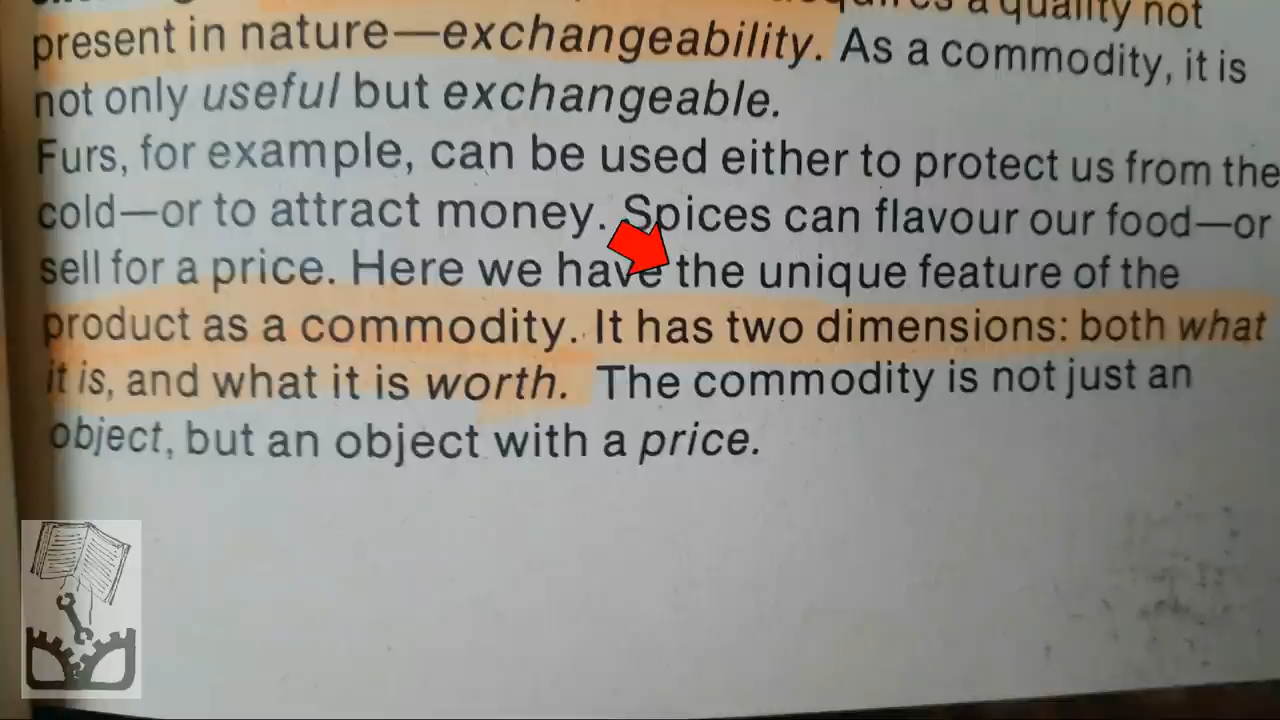 a quality not
present in nature—exchangeability. As a commodity, it is
not only useful but exchangeable.
Furs, for example, can be used either to protect us from the
cold—or to attract money. Spices can flavour our food—or
sell for a price. Here we have the unique feature of the
product as a commodity. It has two dimensions: both what
it is, and what it is worth. The commodity is not just an
object, but an object with a price.